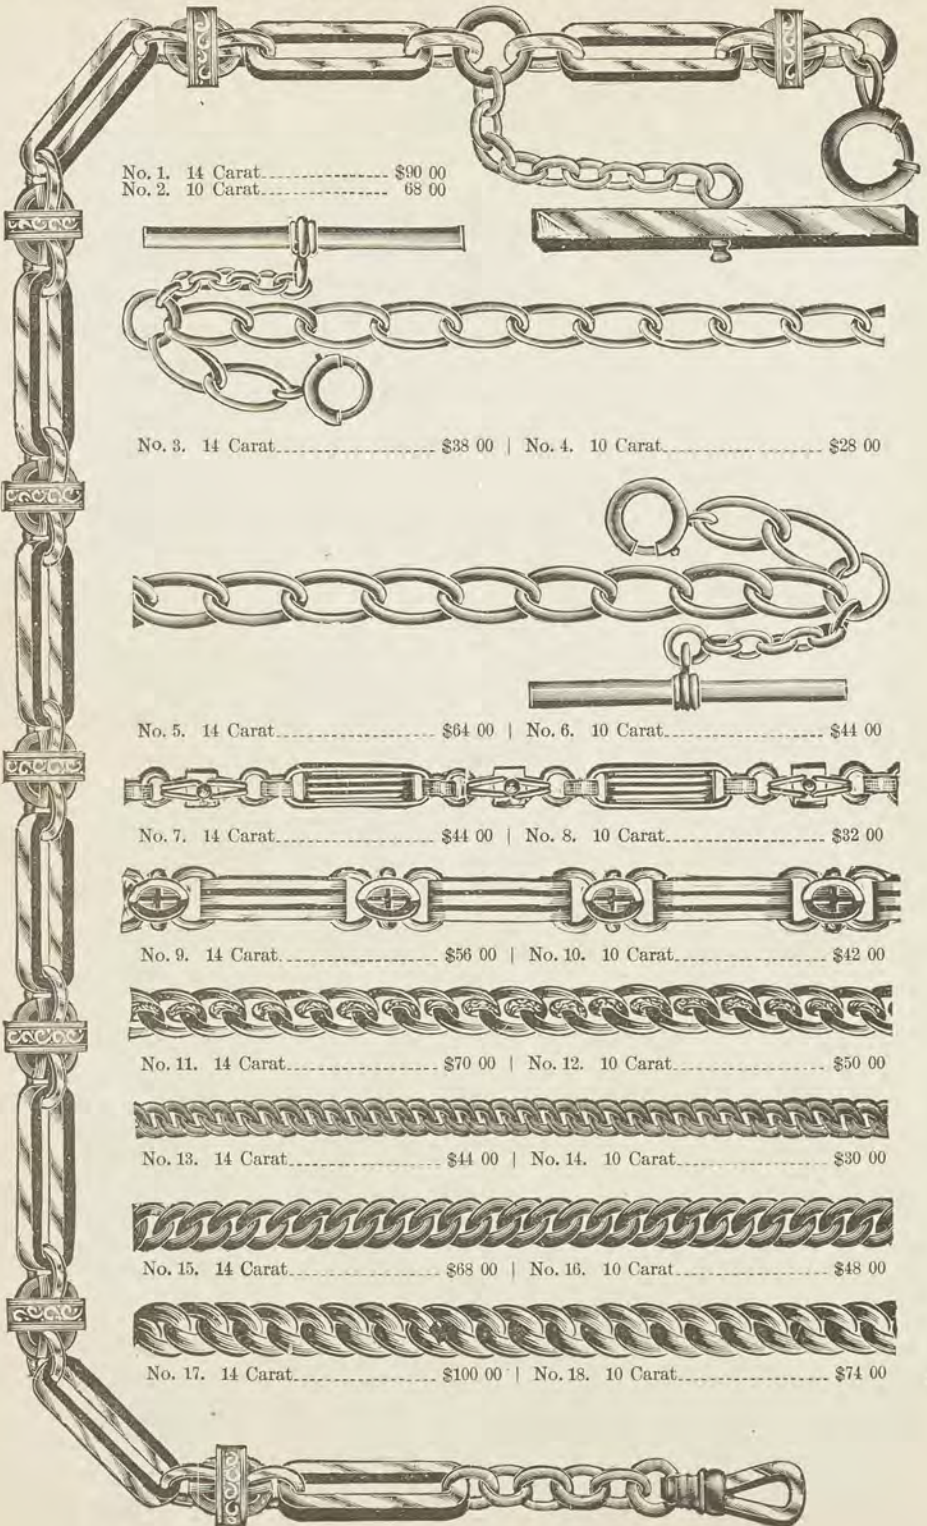 No. 1. 14 Carat---------------- $90 00
No. 2. 10 Carat---------------- 68 00
No. 3. 14 Carat---------------------- $38 00 | No. 4. 10 Carat---------------------- $28 00
No. 5. 14 Carat---------------------- $64 00 | No. 6. 10 Carat---------------------- $44 00
No. 7. 14 Carat---------------------- $44 00 | No. 8. 10 Carat---------------------- $32 00
No. 9. 14 Carat---------------------- $56 00 | No. 10. 10 Carat-------------------- $42 00
No. 11. 14 Carat-------------------- $70 00 | No. 12. 10 Carat-------------------- $50 00
No. 13. 14 Carat-------------------- $44 00 | No. 14. 10 Carat-------------------- $30 00
No. 15. 14 Carat-------------------- $68 00 | No. 16. 10 Carat-------------------- $48 00
No. 17. 14 Carat-------------------- $100 00 | No. 18. 10 Carat-------------------- $74 00